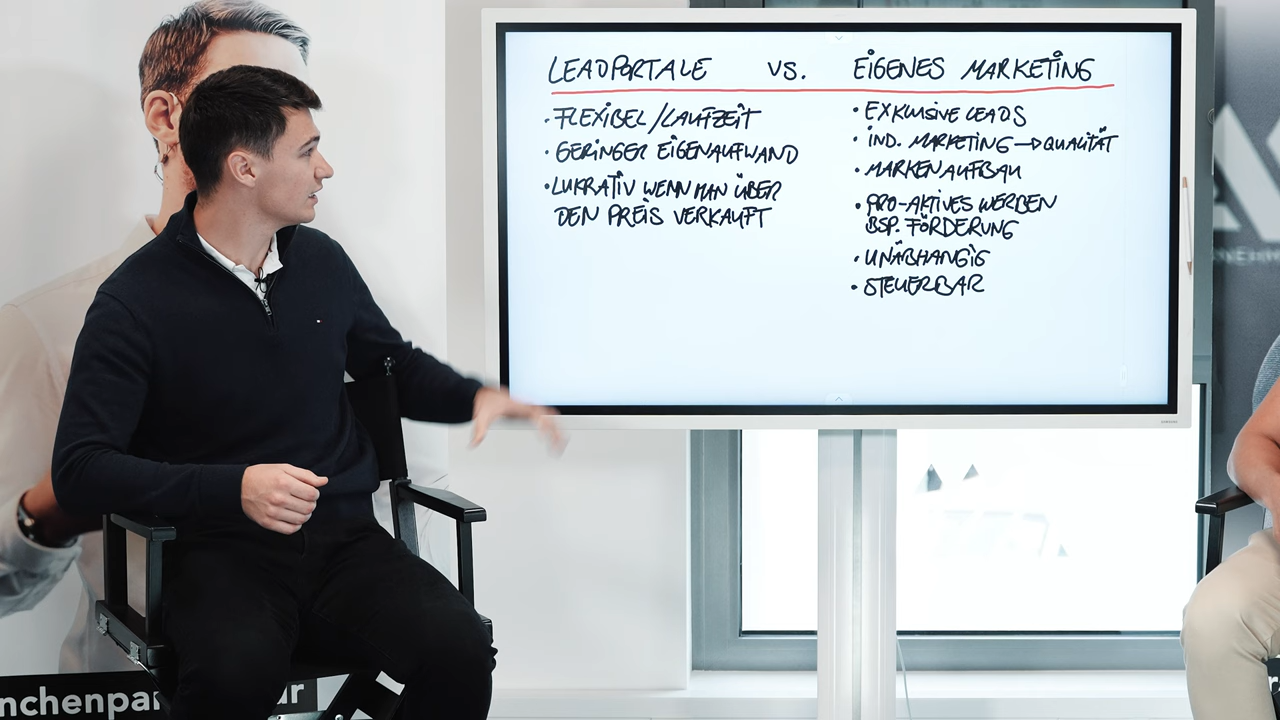 LEADPORTALE VS. EIGENES MARKETING
• FLEXIBEL/LAUFZEIT
• GERINGER EIGENAUFWAND
• LUKRATIV WENN MAN ÜBER
DEN PREIS VERKAUFT
• EXKLUSIVE LEADS
• IND. MARKETING → QUALITÄT
• MARKENAUFBAU
• PRO-AKTIVES WERBEN
BSP. FÖRDERUNG
• UNABHÄNGIG
• STEUERBAR
SAMSUNG